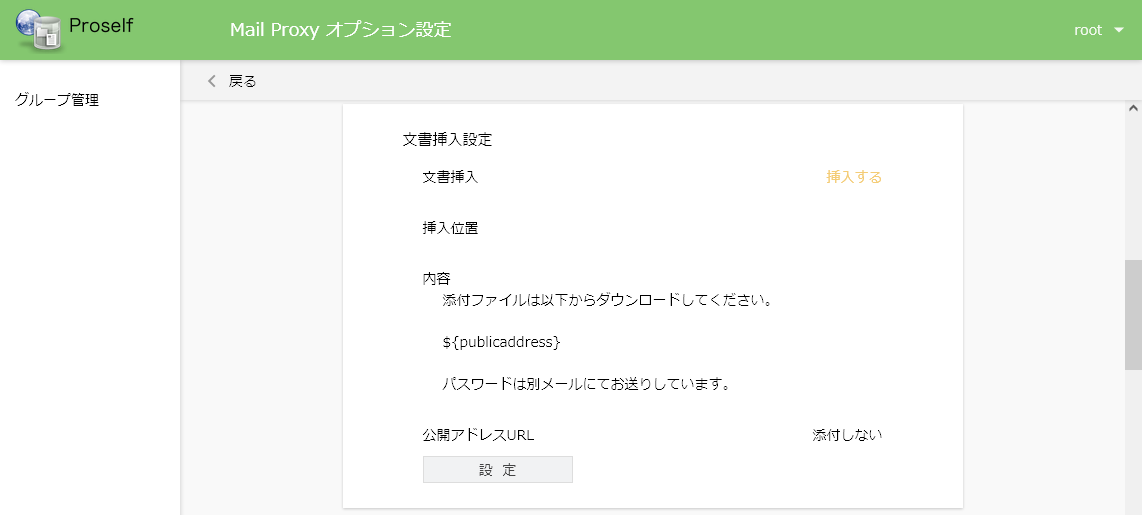 Proself
Mail Proxy オプション設定
root
グループ管理
戻る
文書挿入設定
文書挿入 挿入する
挿入位置
内容
添付ファイルは以下からダウンロードしてください。
${publicaddress}
パスワードは別メールにてお送りしています。
公開アドレスURL 添付しない
設 定